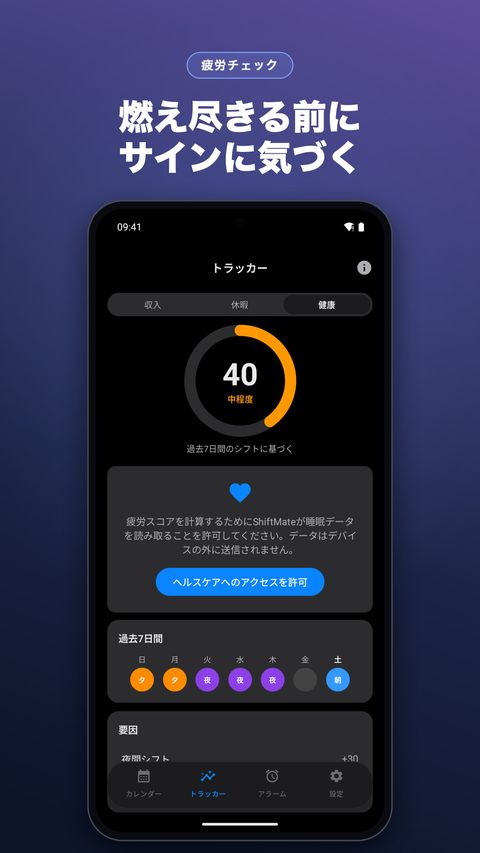 疲労チェック
燃え尽きる前に
サインに気づく
09:41
トラッカー
収入 休暇 健康
40
中程度
過去7日間のシフトに基づく
疲労スコアを計算するためにShiftMateが睡眠データ
を読み取ることを許可してください。データはデバイ
スの外に送信されません。
ヘルスケアへのアクセスを許可
過去7日間
日 月 火 水 木 金 土
夕 夕 夜 夜 夜 朝
要因
夜間シフト +30
カレンダー トラッカー アラーム 設定